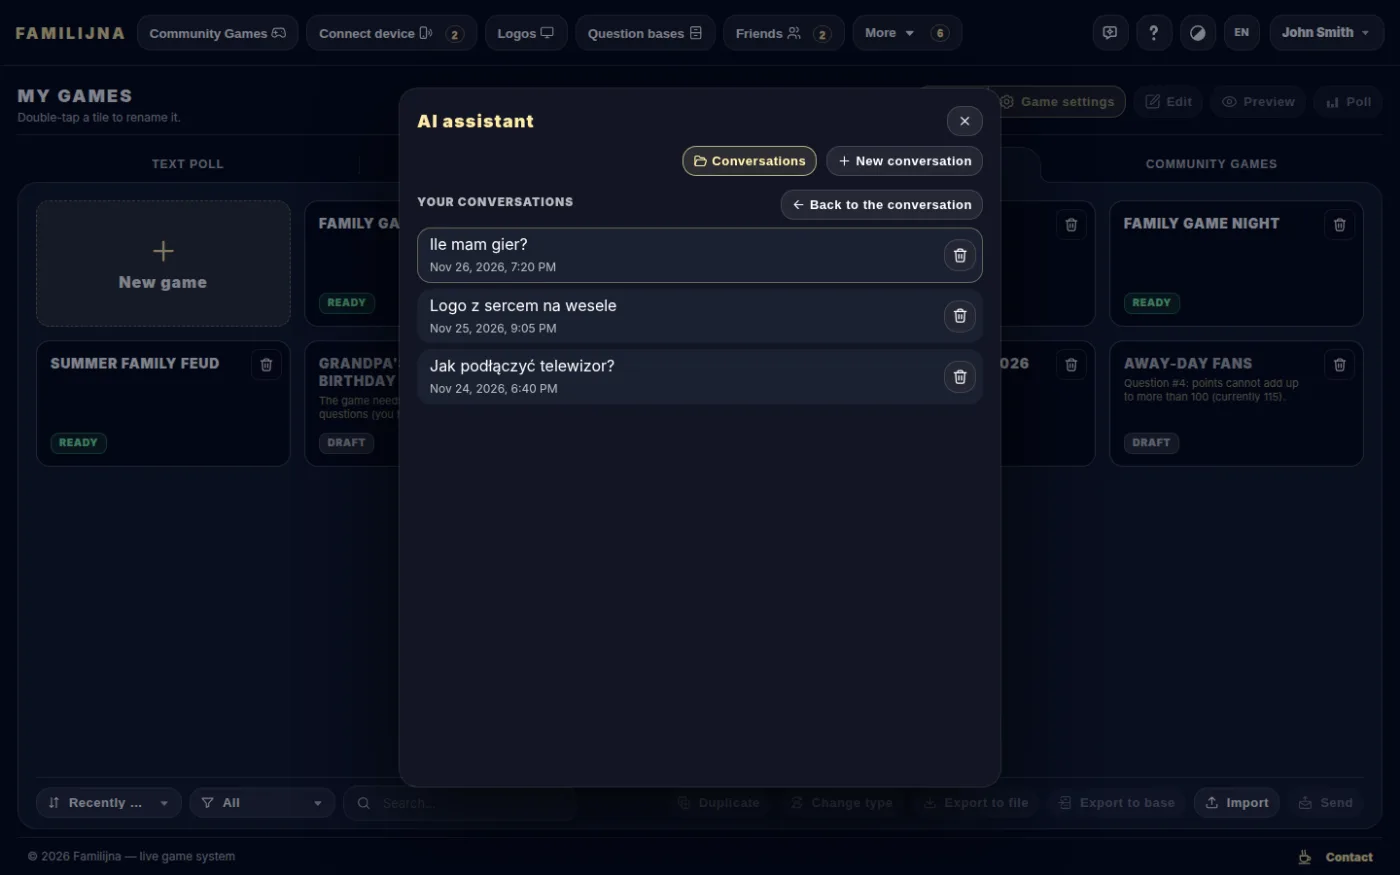 FAMILIJNA
Community Games
Connect device 2
Logos
Question bases
Friends 2
More 6
?
EN
John Smith
MY GAMES
Double-tap a tile to rename it.
Game settings
Edit
Preview
Poll
AI assistant
Conversations
New conversation
YOUR CONVERSATIONS
Back to the conversation
Ile mam gier?
Nov 26, 2026, 7:20 PM
Logo z sercem na wesele
Nov 25, 2026, 9:05 PM
Jak podłączyć telewizor?
Nov 24, 2026, 6:40 PM
TEXT POLL
COMMUNITY GAMES
New game
FAMILY GA
READY
FAMILY GAME NIGHT
READY
SUMMER FAMILY FEUD
READY
GRANDPA'
BIRTHDAY
The game need
questions (you
DRAFT
026
AWAY-DAY FANS
Question #4: points cannot add up
to more than 100 (currently 115).
DRAFT
Recently ...
All
Search...
Duplicate
Change type
Export to file
Export to base
Import
Send
© 2026 Familijna — live game system
Contact